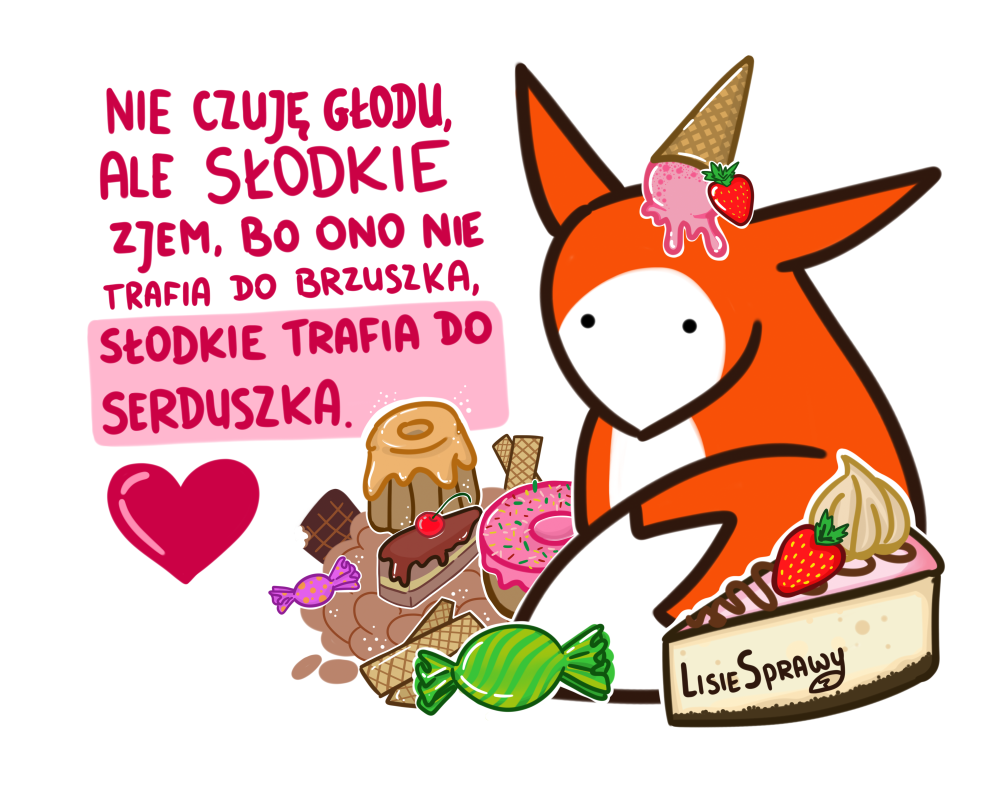 NIE CZUJĘ GŁODU,
ALE SŁODKIE
ZJEM, BO ONO NIE
TRAFIA DO BRZUSZKA,
SŁODKIE TRAFIA DO
SERDUSZKA.
LISIESPRAWY